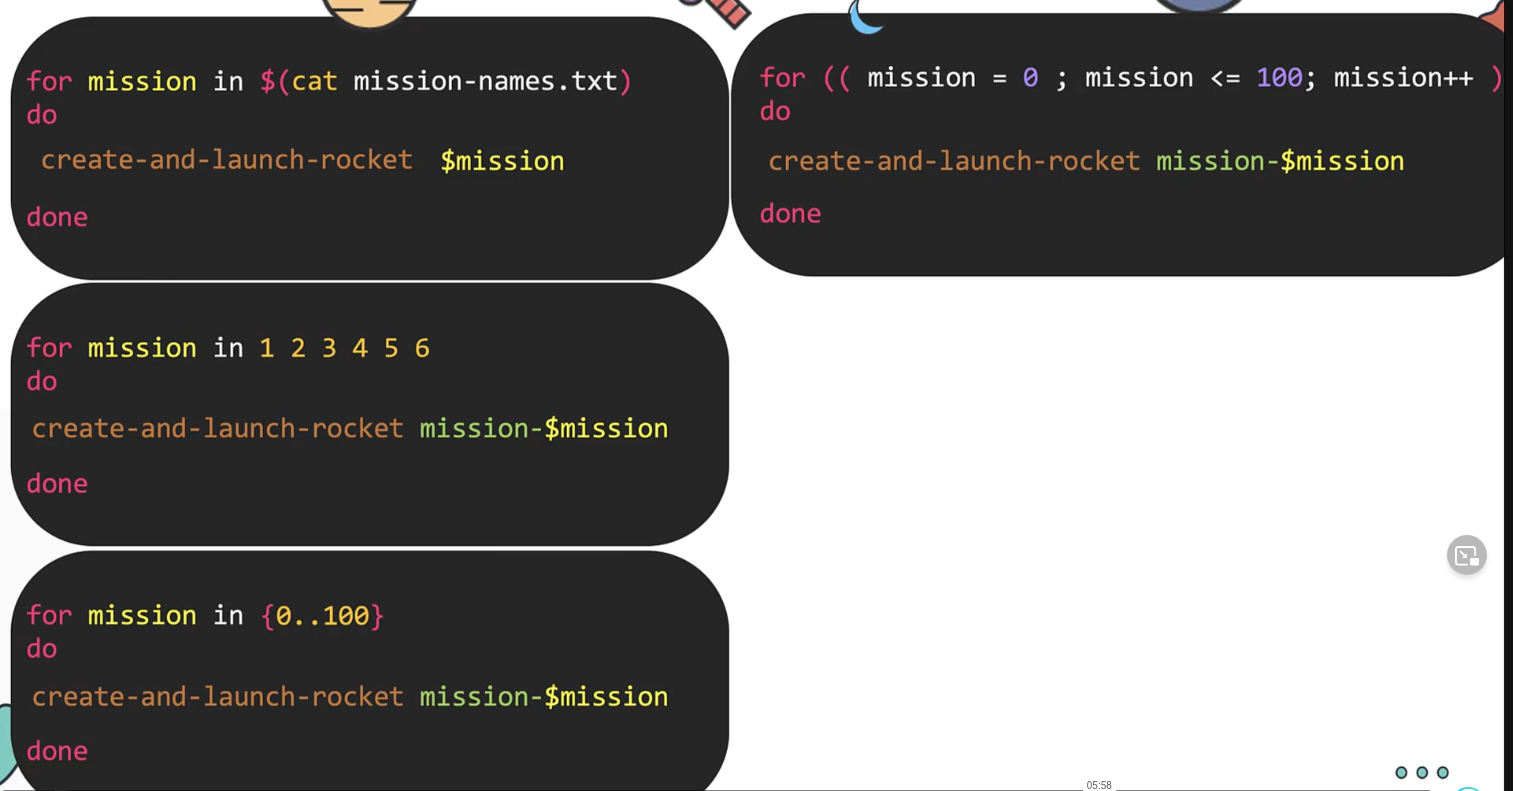 for mission in $(cat mission-names.txt)
do
create-and-launch-rocket $mission
done
for mission in 1 2 3 4 5 6
do
create-and-launch-rocket mission-$mission
done
for mission in {0..100}
do
create-and-launch-rocket mission-$mission
done
for (( mission = 0 ; mission <= 100; mission++ )
do
create-and-launch-rocket mission-$mission
done
05:58